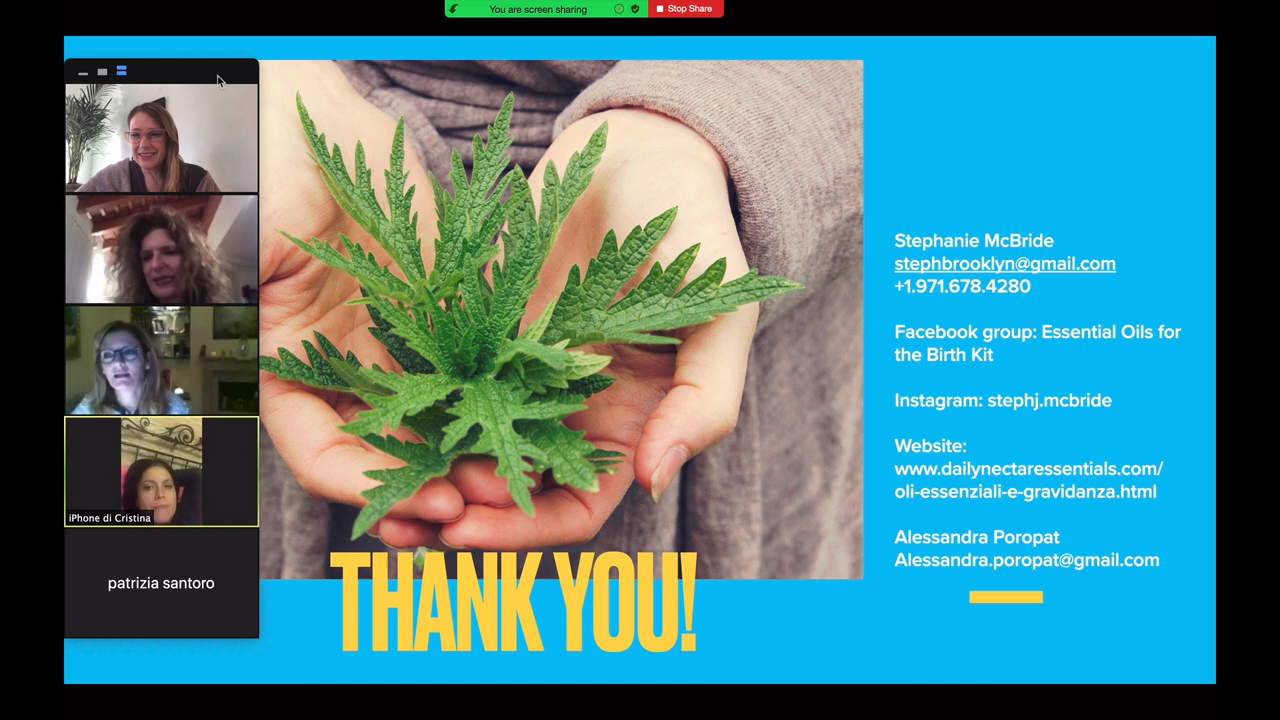 You are screen sharing
Stop Share
iPhone di Cristina
patrizia santoro
THANK YOU!
Stephanie McBride
stephbrooklyn@gmail.com
+1.971.678.4280
Facebook group: Essential Oils for
the Birth Kit
Instagram: stephj.mcbride
Website:
www.dailynectaressentials.com/
oli-essenziali-e-gravidanza.html
Alessandra Poropat
Alessandra.poropat@gmail.com